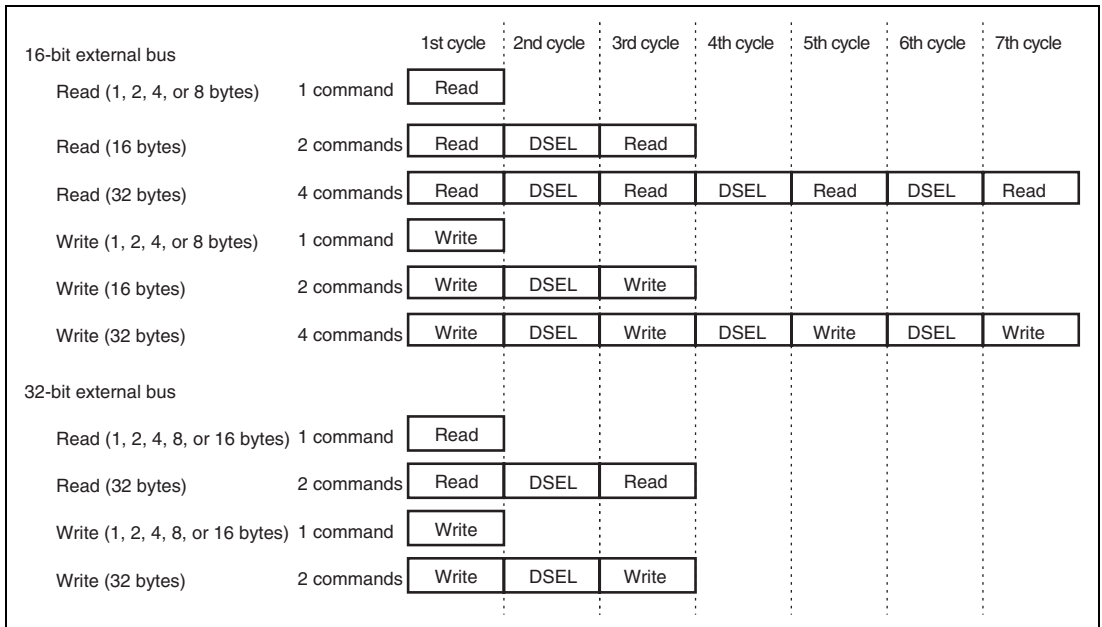 1st cycle 2nd cycle 3rd cycle 4th cycle 5th cycle 6th cycle 7th cycle
16-bit external bus
Read (1, 2, 4, or 8 bytes) 1 command Read
Read (16 bytes) 2 commands Read DSEL Read
Read (32 bytes) 4 commands Read DSEL Read DSEL Read DSEL Read
Write (1, 2, 4, or 8 bytes) 1 command Write
Write (16 bytes) 2 commands Write DSEL Write
Write (32 bytes) 4 commands Write DSEL Write DSEL Write DSEL Write
32-bit external bus
Read (1, 2, 4, 8, or 16 bytes) 1 command Read
Read (32 bytes) 2 commands Read DSEL Read
Write (1, 2, 4, 8, or 16 bytes) 1 command Write
Write (32 bytes) 2 commands Write DSEL Write